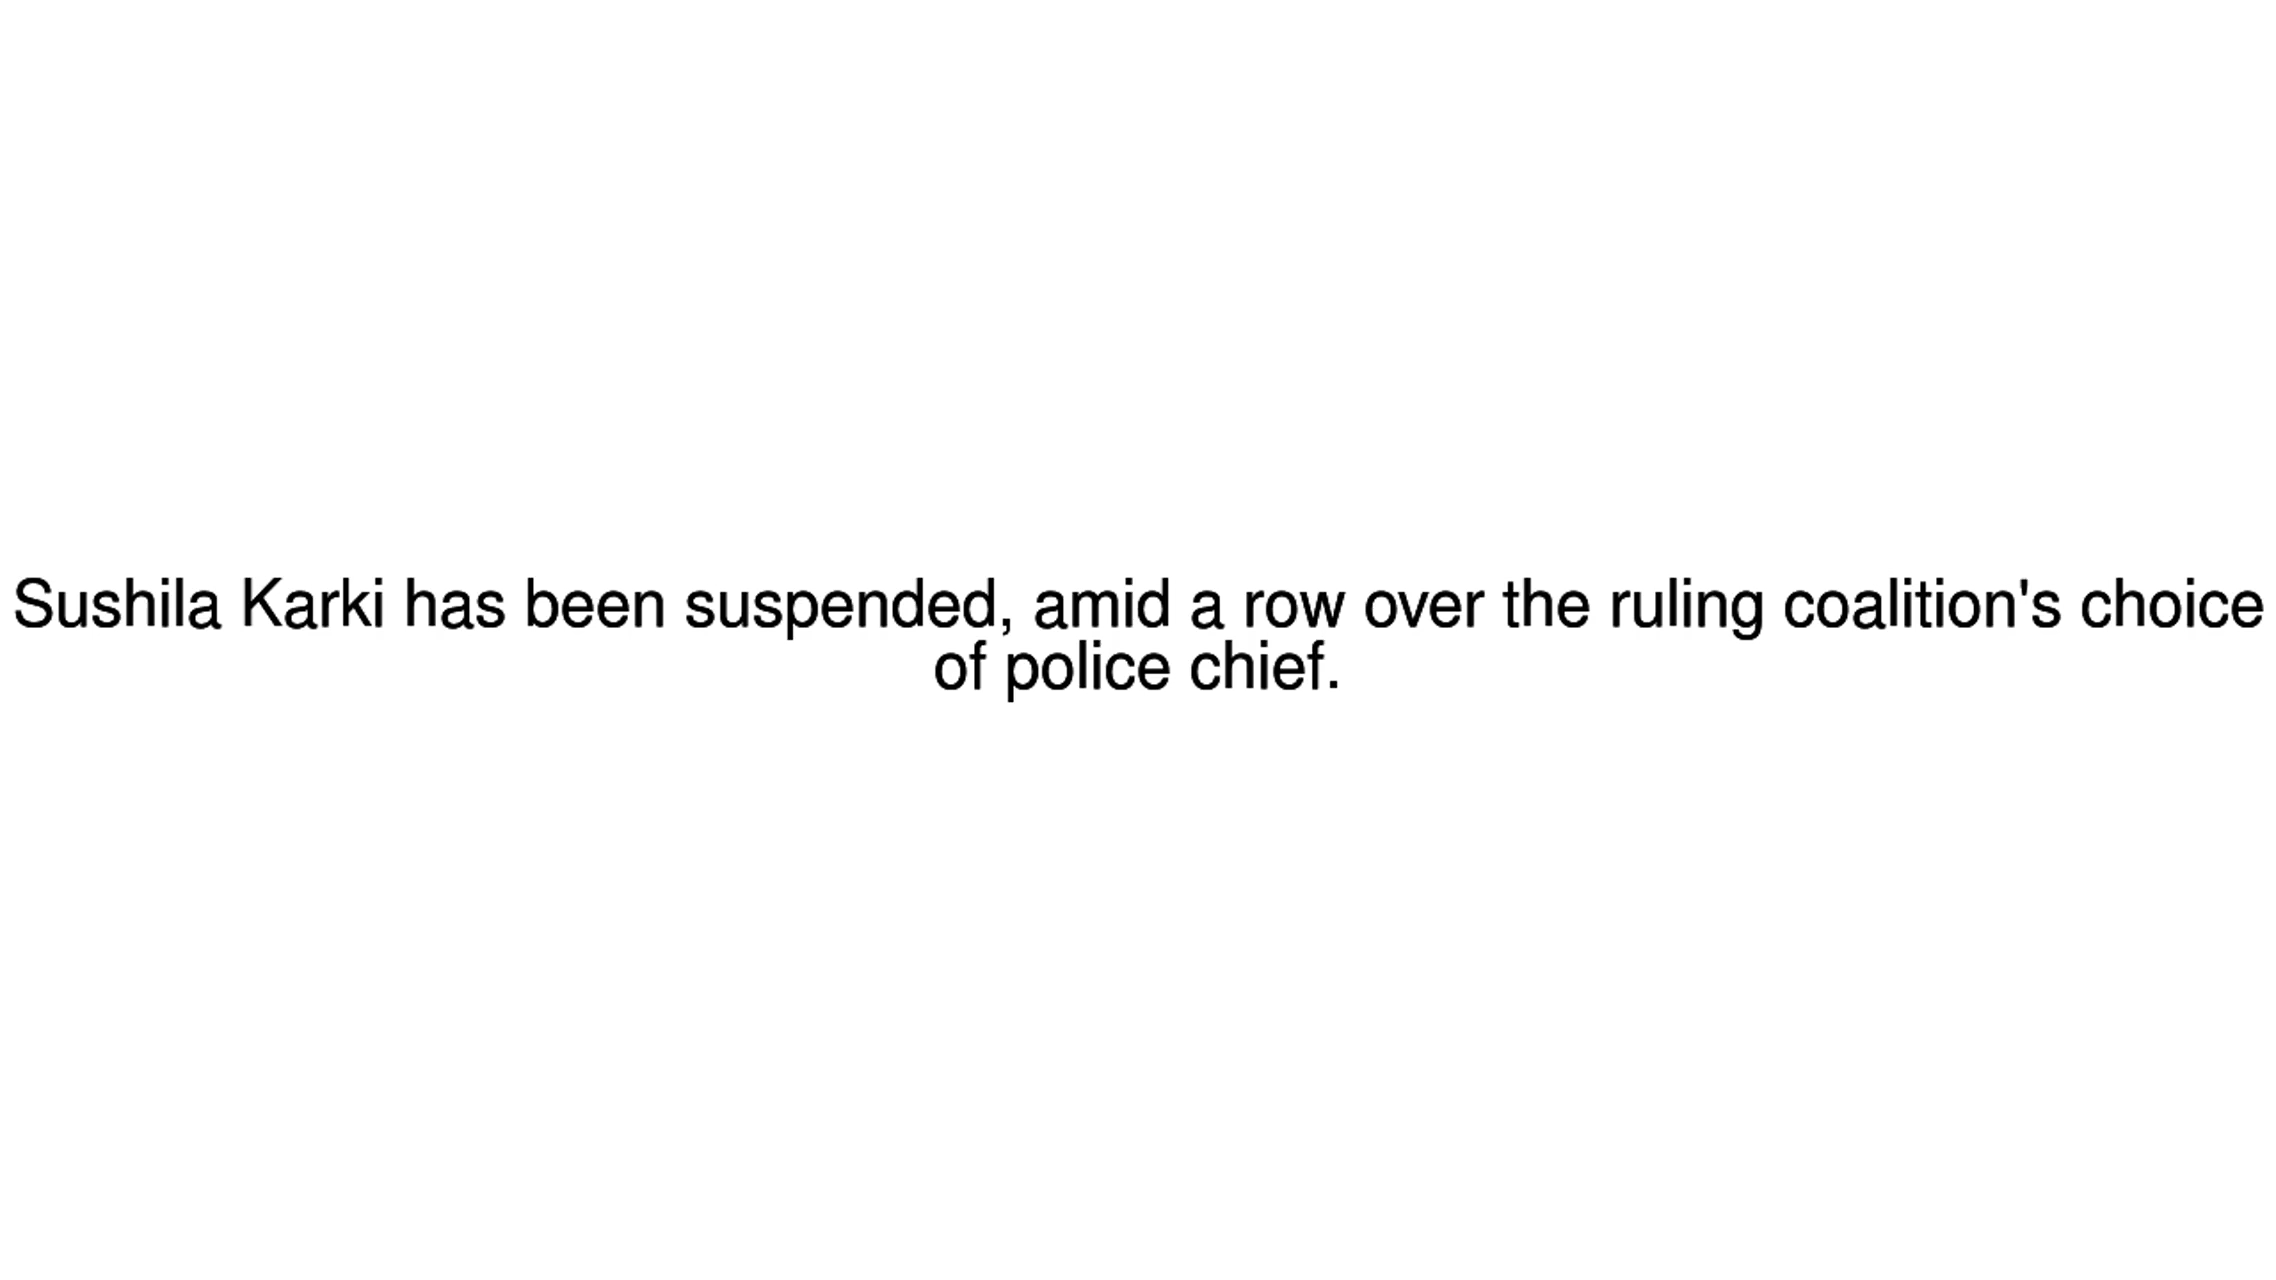 Sushila Karki has been suspended, amid a row over the ruling coalition's choice
of police chief.